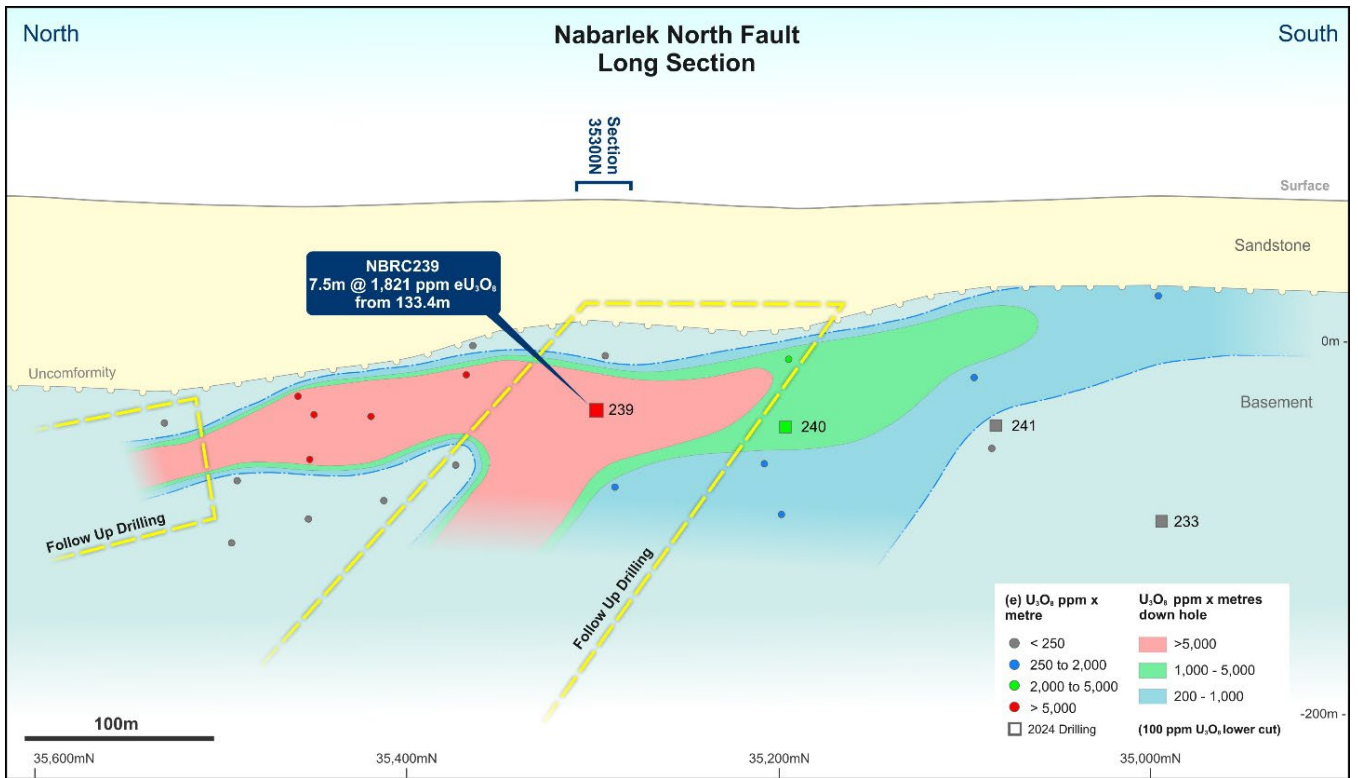 North
Nabarlek North Fault
Long Section
South
Section
35300N
Surface
Sandstone
NBRC239
7.5m @ 1,821 ppm eU₃O₈
from 133.4m
0m -
Uncomformity
Basement
239
240
241
233
Follow Up Drilling
Follow Up Drilling
(e) U₃O₈ ppm x
metre
< 250
250 to 2,000
2,000 to 5,000
> 5,000
2024 Drilling
U₃O₈ ppm x metres
down hole
>5,000
1,000 - 5,000
200 - 1,000
(100 ppm U₃O₈ lower cut)
-200m -
100m
35,600mN
35,400mN
35,200mN
35,000mN